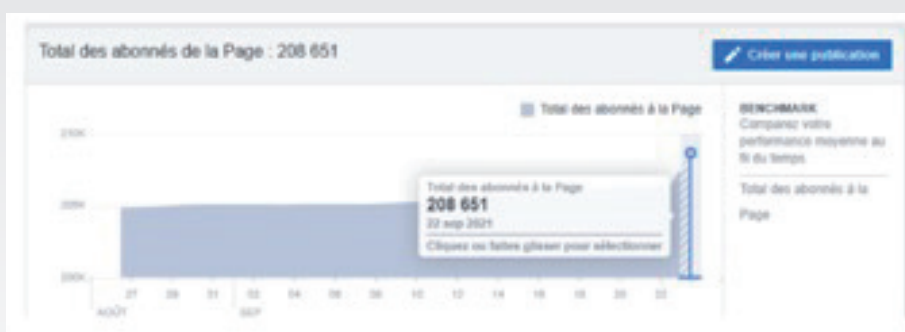 Total des abonnés de la Page : 208 651
Créer une publication
Total des abonnés à la Page
BENCHMARK
Comparez votre
performance moyenne au
fil du temps
Total des abonnés à la
Page
210K
205K
200K
Total des abonnés à la Page
208 651
22 sep 2021
Cliquez ou faites glisser pour sélectionner
27 29 31 02 04 06 08 10 12 14 16 18 20 22
AOÛT SEP